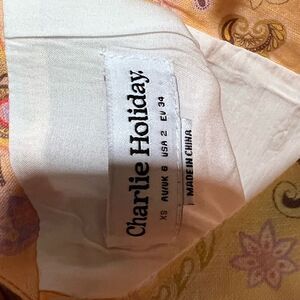 Charlie Holiday.
XS AU/UK 6 USA 2 EU 34
MADE IN CHINA